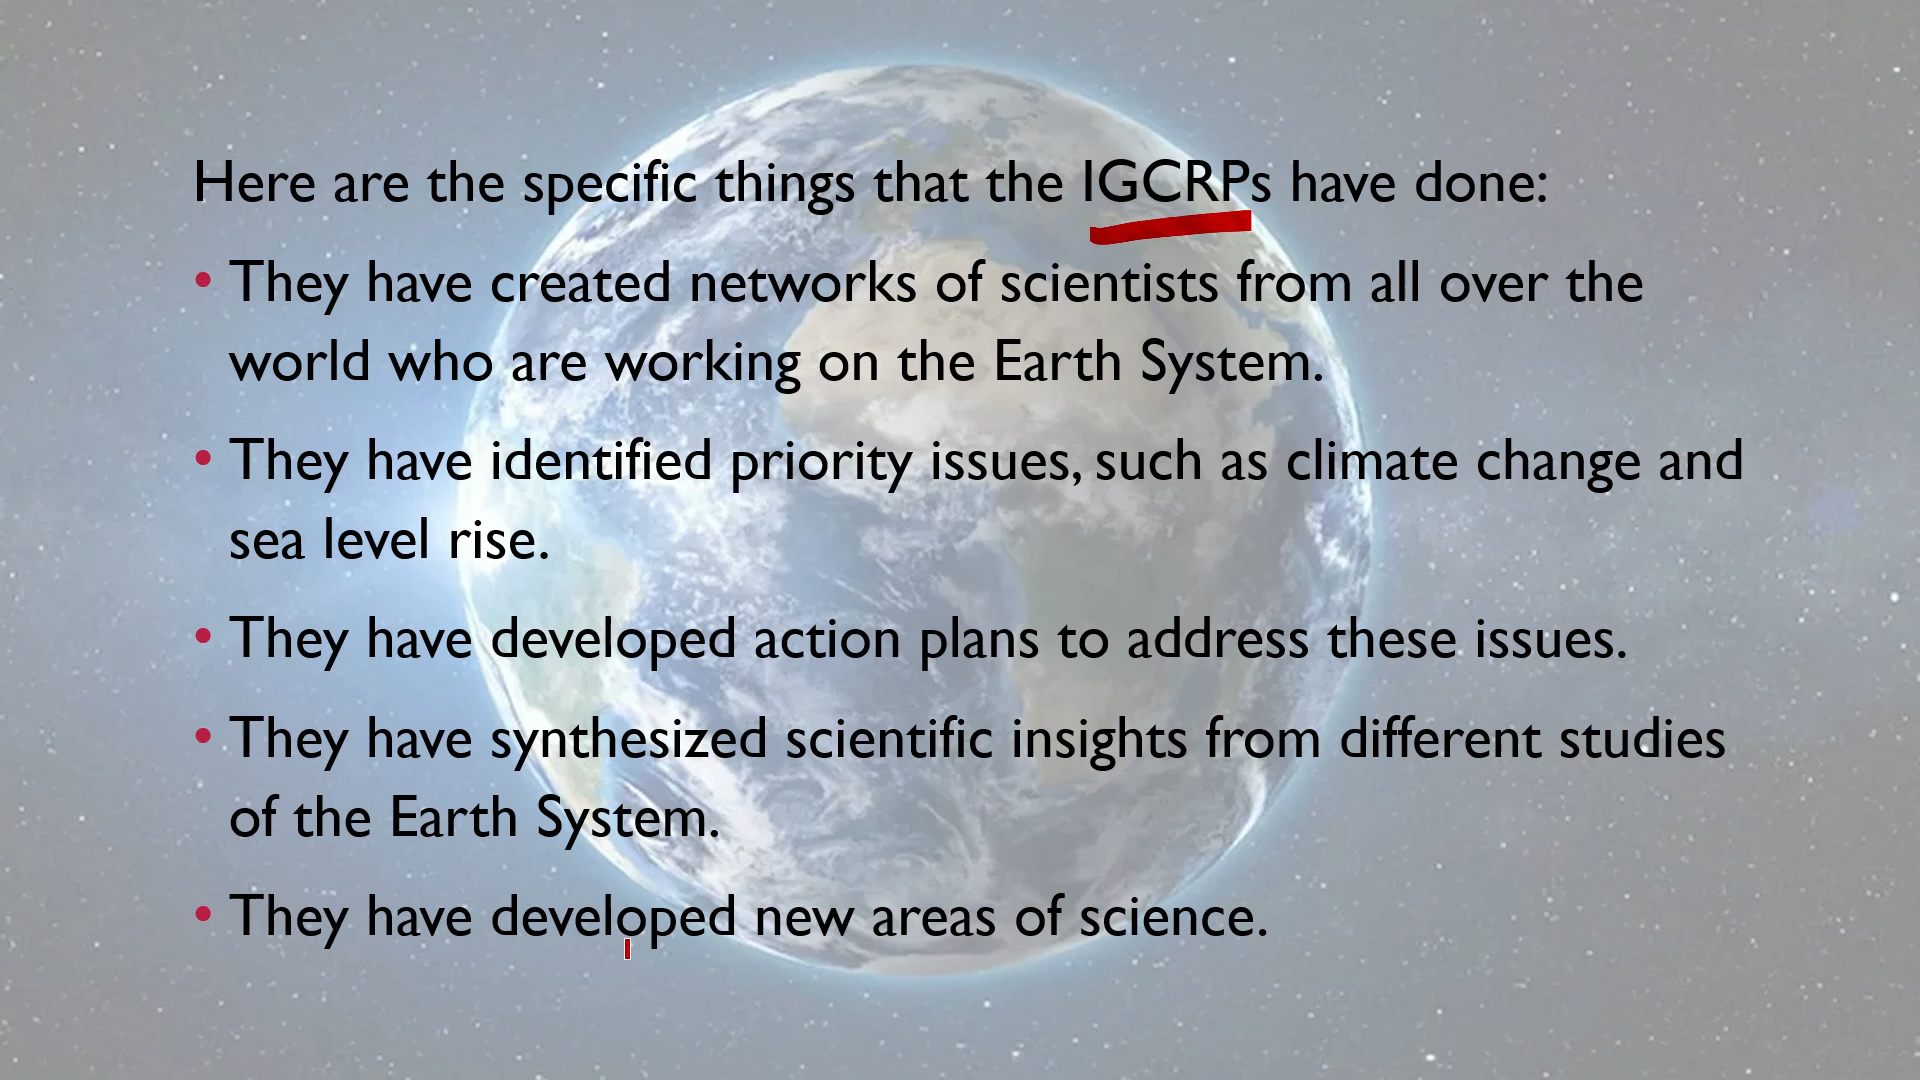 Here are the specific things that the IGCRPs have done:
• They have created networks of scientists from all over the
world who are working on the Earth System.
• They have identified priority issues, such as climate change and
sea level rise.
• They have developed action plans to address these issues.
• They have synthesized scientific insights from different studies
of the Earth System.
• They have developed new areas of science.